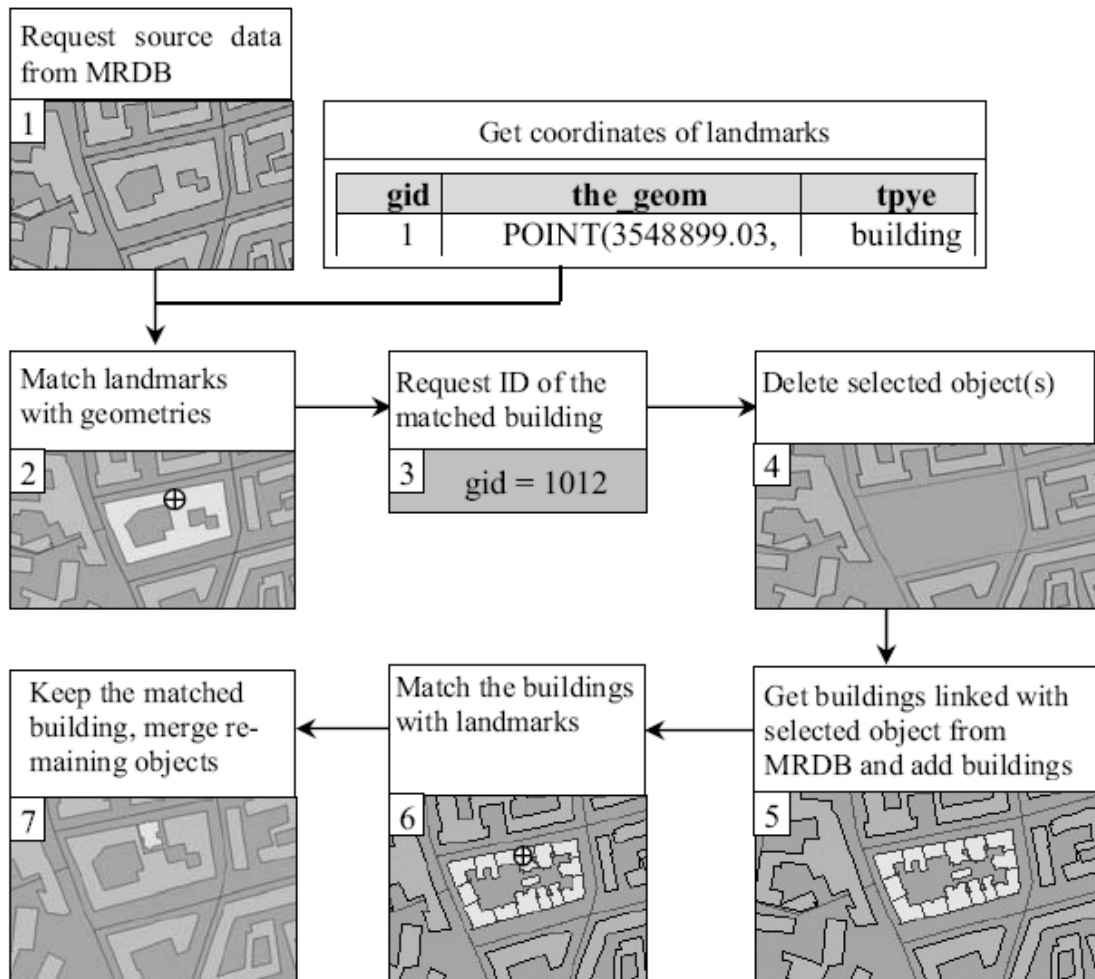 Request source data
from MRDB
1
Get coordinates of landmarks
gid the_geom tpye
1 POINT(3548899.03, building
Match landmarks
with geometries
2
Request ID of the
matched building
3
gid = 1012
Delete selected object(s)
4
Keep the matched
building, merge re-
maining objects
7
Match the buildings
with landmarks
6
Get buildings linked with
selected object from
MRDB and add buildings
5